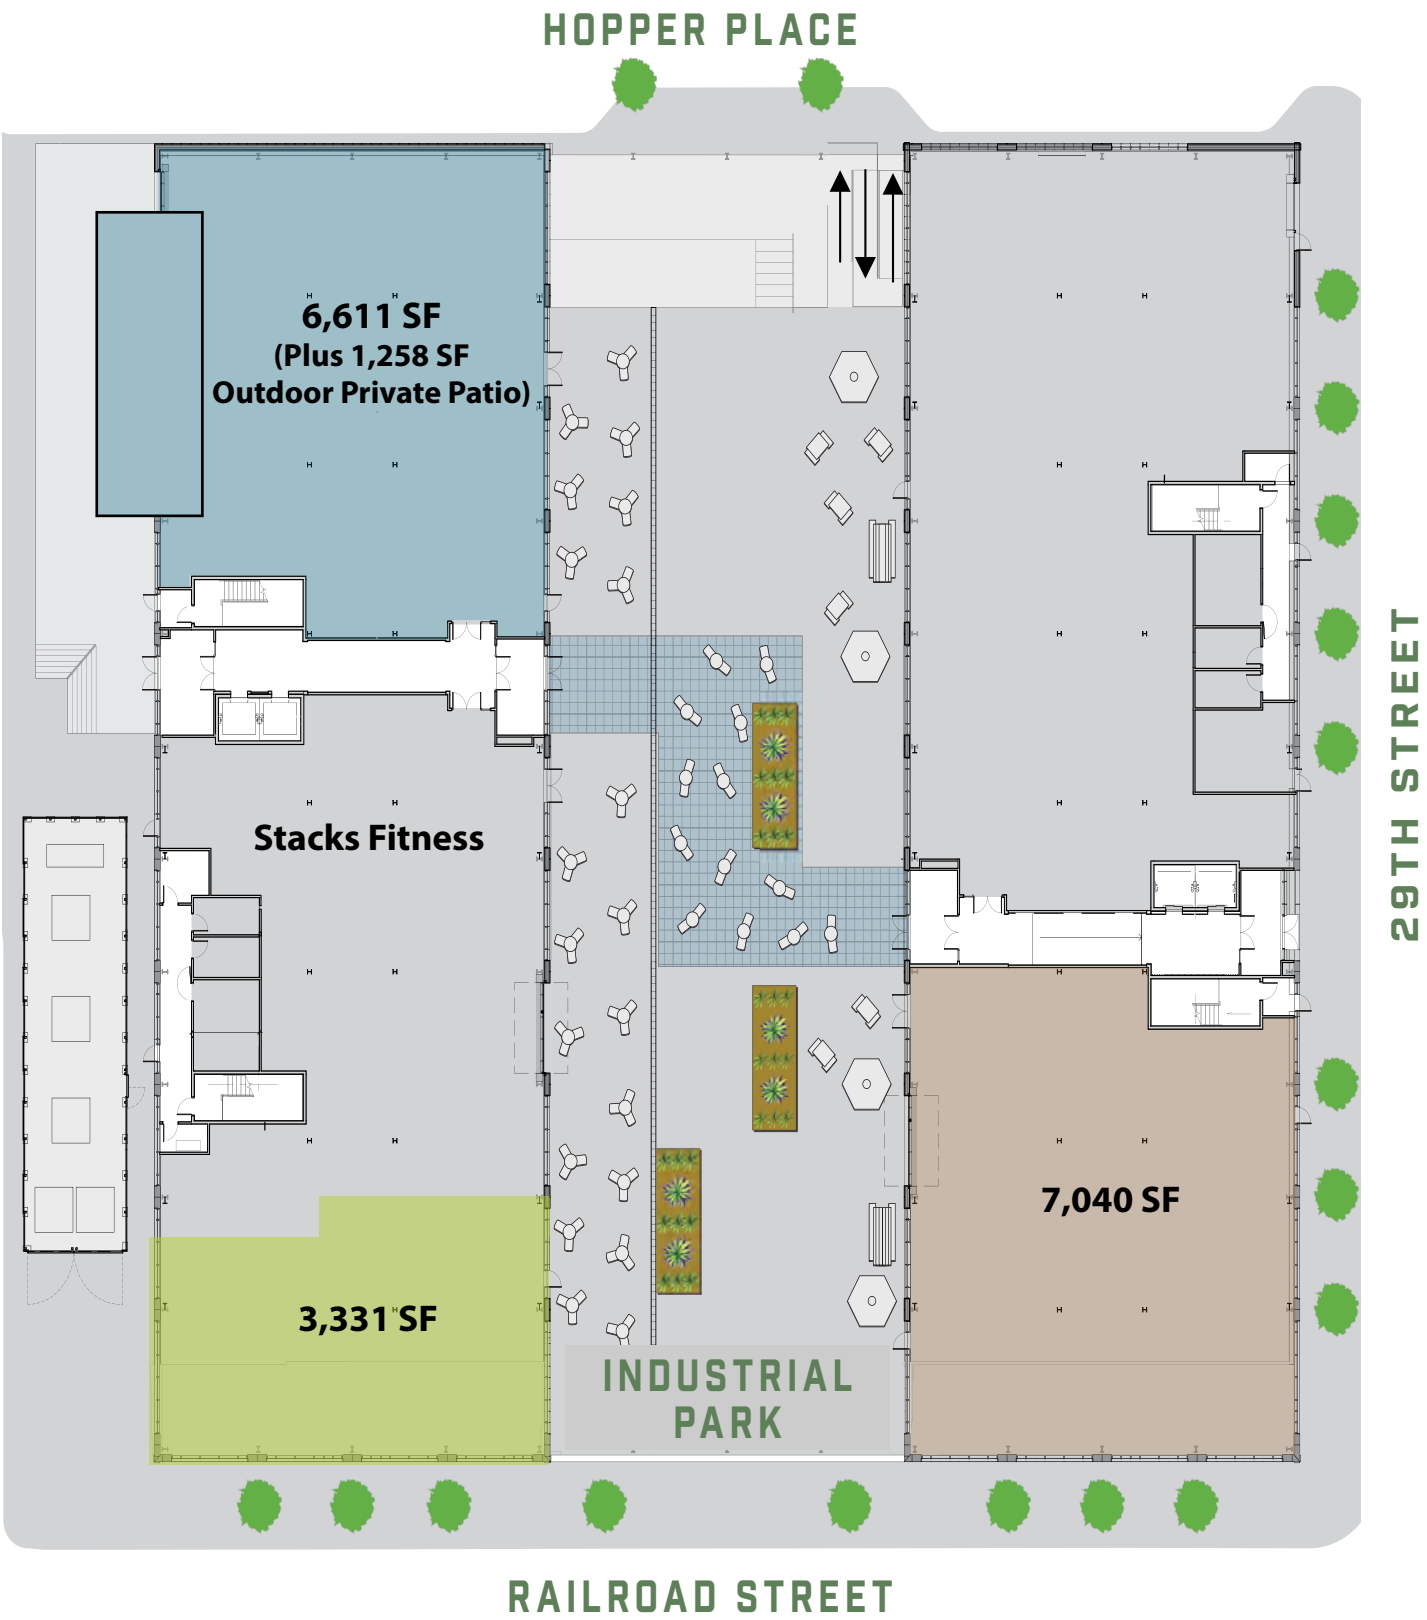 HOPPER PLACE
6,611 SF
(Plus 1,258 SF
Outdoor Private Patio)
29TH STREET
Stacks Fitness
7,040 SF
3,331 SF
INDUSTRIAL
PARK
RAILROAD STREET